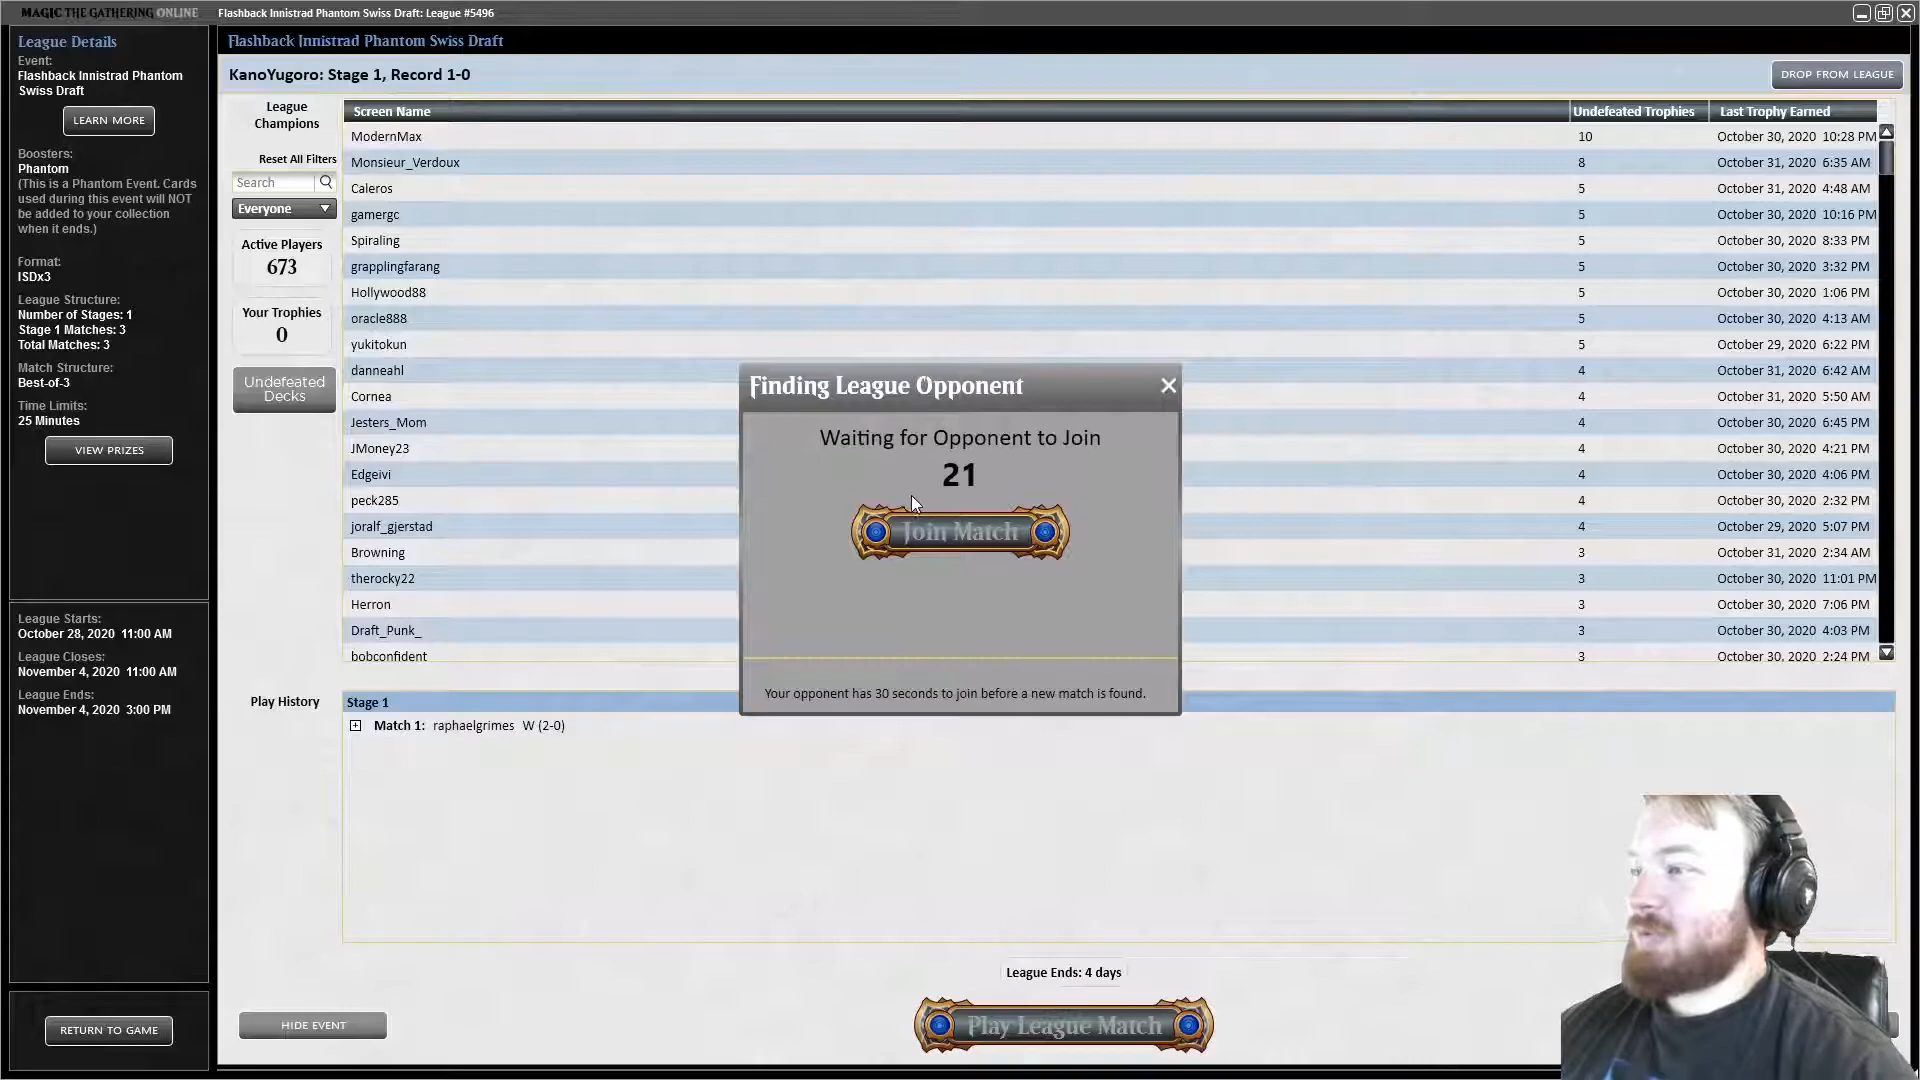 MAGIC THE GATHERING ONLINE
Flashback Innistrad Phantom Swiss Draft: League #5496
League Details
Event:
Flashback Innistrad Phantom
Swiss Draft
LEARN MORE
Boosters:
Phantom
(This is a Phantom Event. Cards
used during this event will NOT
be added to your collection
when it ends.)
Format:
ISDx3
League Structure:
Number of Stages: 1
Stage 1 Matches: 3
Total Matches: 3
Match Structure:
Best-of-3
Time Limits:
25 Minutes
VIEW PRIZES
League Starts:
October 28, 2020 11:00 AM
League Closes:
November 4, 2020 11:00 AM
League Ends:
November 4, 2020 3:00 PM
RETURN TO GAME
Flashback Innistrad Phantom Swiss Draft
KanoYugoro: Stage 1, Record 1-0
DROP FROM LEAGUE
League
Champions
Reset All Filters
Search
Everyone
Active Players
673
Your Trophies
0
Undefeated
Decks
Screen Name Undefeated Trophies Last Trophy Earned
ModernMax 10 October 30, 2020 10:28 PM
Monsieur_Verdoux 8 October 31, 2020 6:35 AM
Caleros 5 October 31, 2020 4:48 AM
gamergc 5 October 30, 2020 10:16 PM
Spiraling 5 October 30, 2020 8:33 PM
grapplingfarang 5 October 30, 2020 3:32 PM
Hollywood88 5 October 30, 2020 1:06 PM
oracle888 5 October 30, 2020 4:13 AM
yukitokun 5 October 29, 2020 6:22 PM
danneahl 4 October 31, 2020 6:42 AM
Cornea 4 October 31, 2020 5:50 AM
Jesters_Mom 4 October 30, 2020 6:45 PM
JMoney23 4 October 30, 2020 4:21 PM
Edgeivi 4 October 30, 2020 4:06 PM
peck285 4 October 30, 2020 2:32 PM
joralf_gjerstad 4 October 29, 2020 5:07 PM
Browning 3 October 31, 2020 2:34 AM
therocky22 3 October 30, 2020 11:01 PM
Herron 3 October 30, 2020 7:06 PM
Draft_Punk_ 3 October 30, 2020 4:03 PM
bobconfident 3 October 30, 2020 2:24 PM
Finding League Opponent
Waiting for Opponent to Join
21
Join Match
Your opponent has 30 seconds to join before a new match is found.
Play History
Stage 1
Match 1: raphaelgrimes W (2-0)
League Ends: 4 days
HIDE EVENT
Play League Match